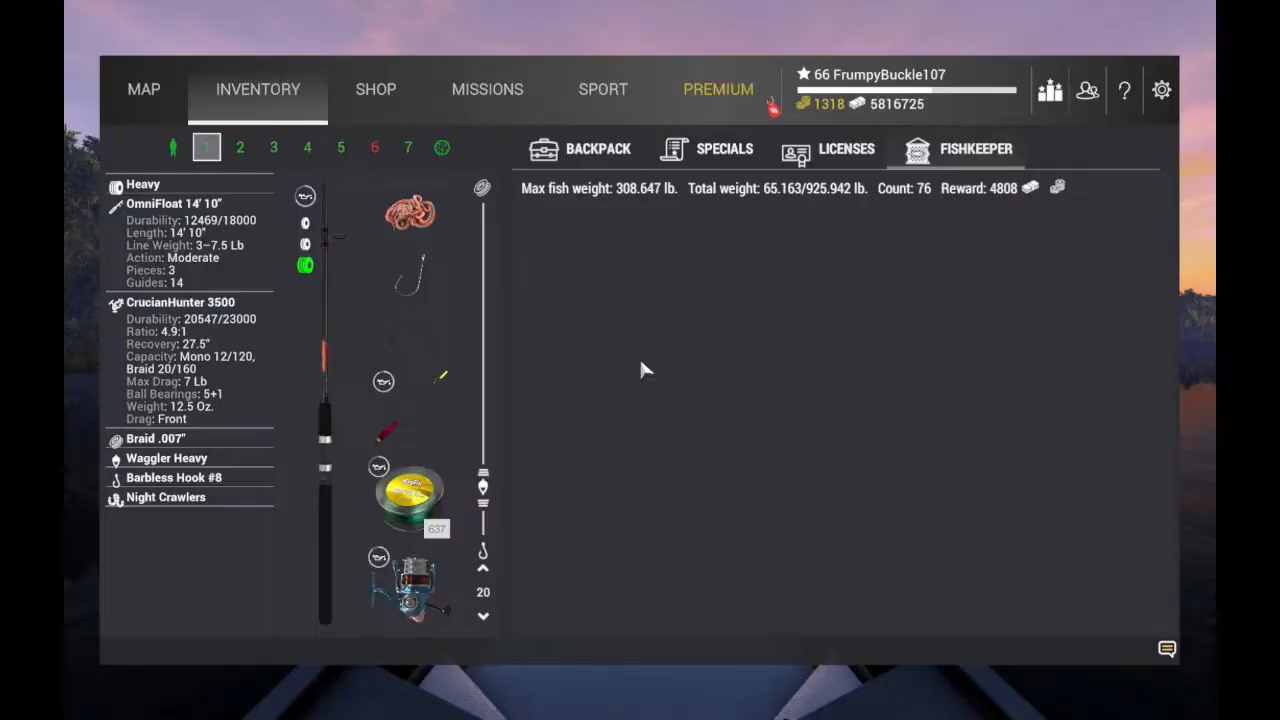 MAP INVENTORY SHOP MISSIONS SPORT PREMIUM
66 FrumpyBuckle107
1318 5816725
1 2 3 4 5 6 7
BACKPACK SPECIALS LICENSES FISHKEEPER
Max fish weight: 308.647 lb. Total weight: 65.163/925.942 lb. Count: 76 Reward: 4808
Heavy
OmniFloat 14' 10"
Durability: 12469/18000
Length: 14' 10"
Line Weight: 3–7.5 Lb
Action: Moderate
Pieces: 3
Guides: 14
CrucianHunter 3500
Durability: 20547/23000
Ratio: 4.9:1
Recovery: 27.5"
Capacity: Mono 12/120,
Braid 20/160
Max Drag: 7 Lb
Ball Bearings: 5+1
Weight: 12.5 Oz.
Drag: Front
Braid .007"
Waggler Heavy
Barbless Hook #8
Night Crawlers
637
20